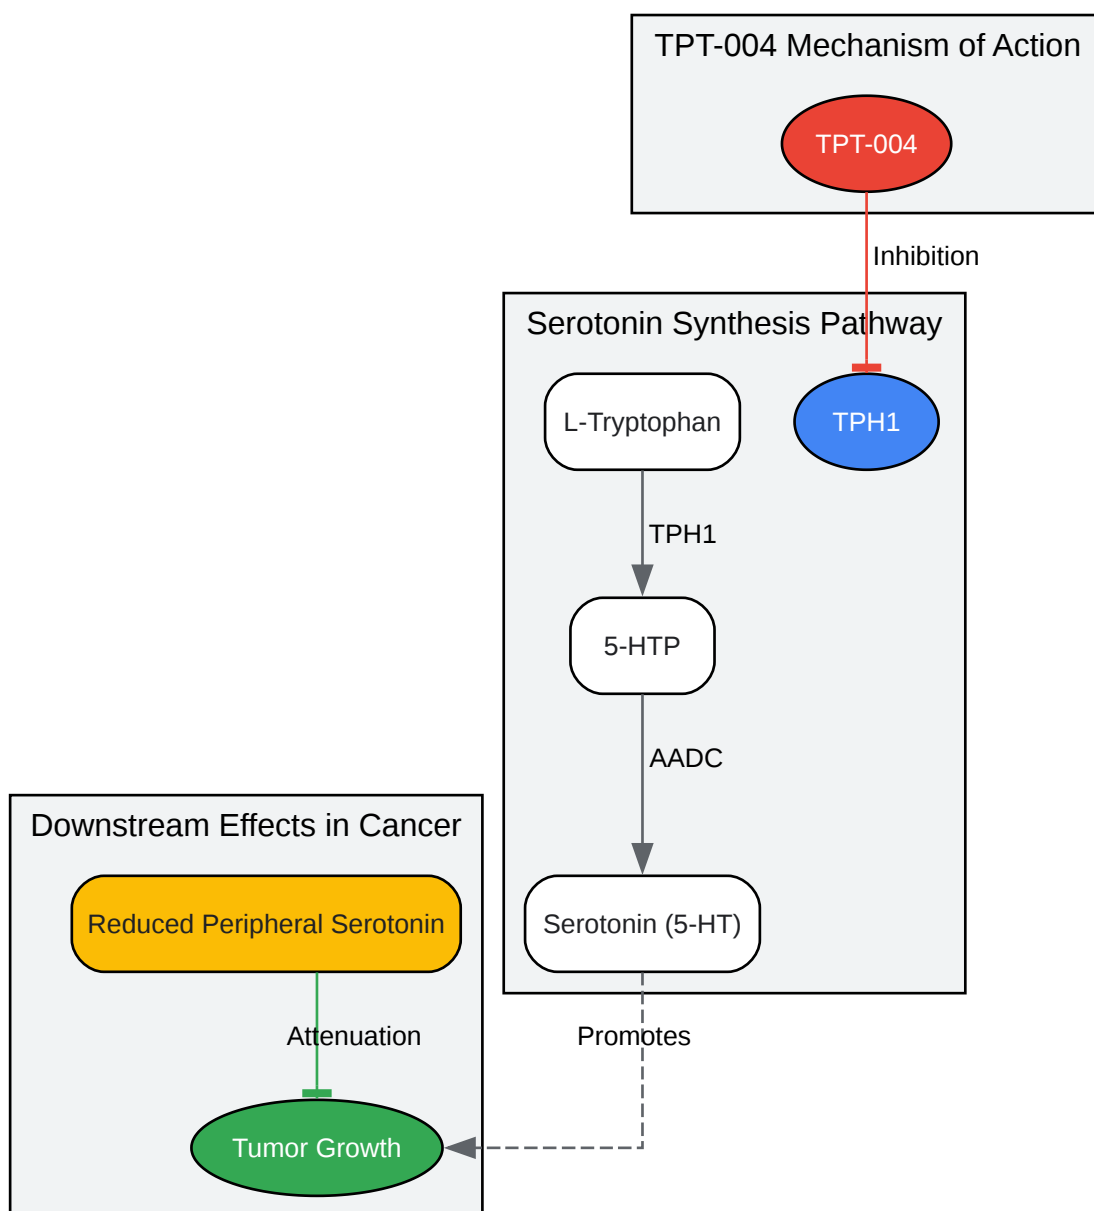 TPT-004 Mechanism of Action
TPT-004
Inhibition
Serotonin Synthesis Pathway
L-Tryptophan
TPH1
TPH1
5-HTP
AADC
Downstream Effects in Cancer
Reduced Peripheral Serotonin
Serotonin (5-HT)
Attenuation
Promotes
Tumor Growth